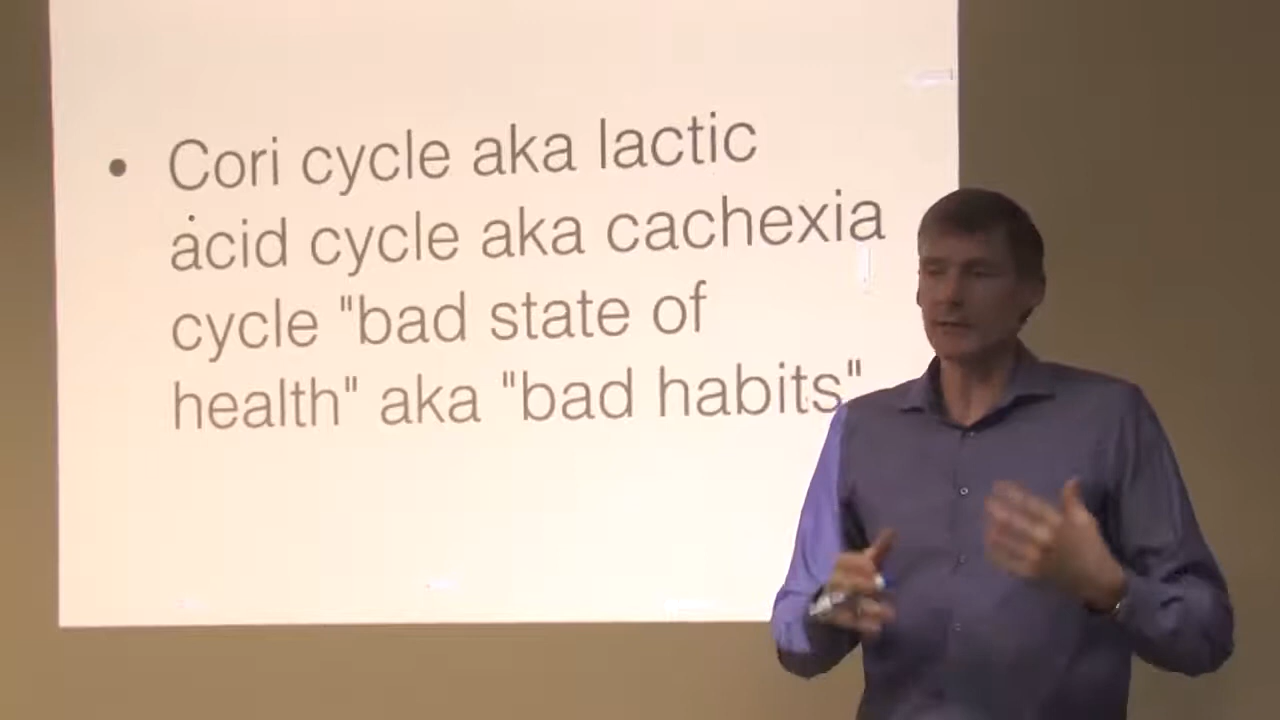 • Cori cycle aka lactic
acid cycle aka cachexia
cycle "bad state of
health" aka "bad habits"